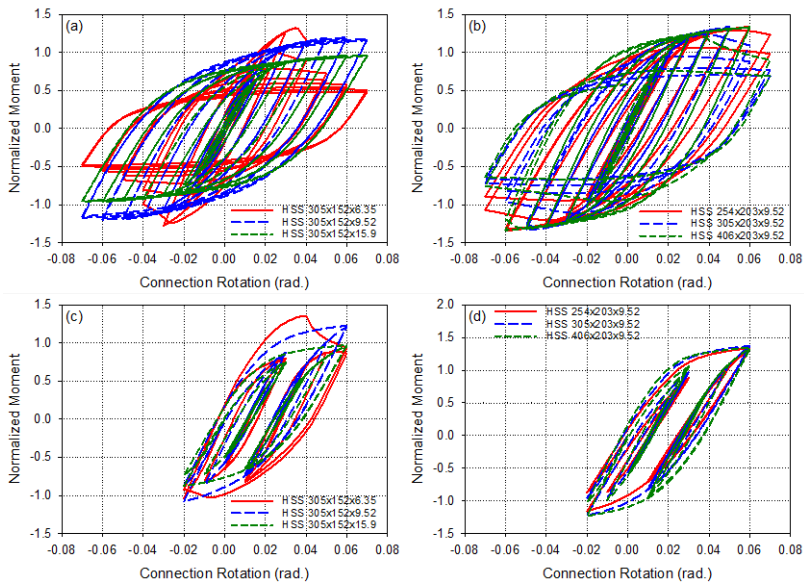 (a)
Normalized Moment
1.5
1.0
0.5
0.0
-0.5
-1.0
-1.5
HSS 305x152x6.35
HSS 305x152x9.52
HSS 305x152x15.9
-0.08 -0.06 -0.04 -0.02 0.00 0.02 0.04 0.06 0.08
Connection Rotation (rad.)
(b)
Normalized Moment
1.5
1.0
0.5
0.0
-0.5
-1.0
-1.5
HSS 254x203x9.52
HSS 305x203x9.52
HSS 406x203x9.52
-0.08 -0.06 -0.04 -0.02 0.00 0.02 0.04 0.06 0.08
Connection Rotation (rad.)
(c)
Normalized Moment
1.5
1.0
0.5
0.0
-0.5
-1.0
-1.5
HSS 305x152x6.35
HSS 305x152x9.52
HSS 305x152x15.9
-0.08 -0.06 -0.04 -0.02 0.00 0.02 0.04 0.06 0.08
Connection Rotation (rad.)
(d)
Normalized Moment
2.0
1.5
1.0
0.5
0.0
-0.5
-1.0
-1.5
HSS 254x203x9.52
HSS 305x203x9.52
HSS 406x203x9.52
-0.08 -0.06 -0.04 -0.02 0.00 0.02 0.04 0.06 0.08
Connection Rotation (rad.)